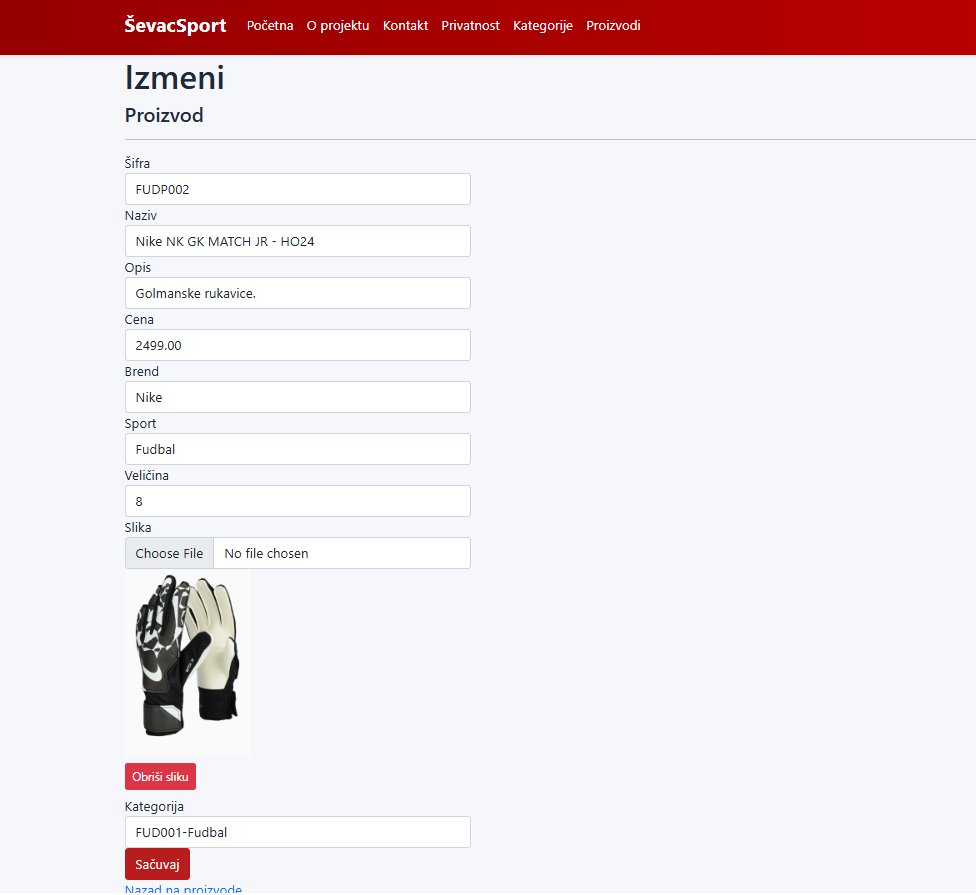 ŠevacSport Početna O projektu Kontakt Privatnost Kategorije Proizvodi
Izmeni
Proizvod
Šifra
FUDP002
Naziv
Nike NK GK MATCH JR - HO24
Opis
Golmanske rukavice.
Cena
2499.00
Brend
Nike
Sport
Fudbal
Veličina
8
Slika
Choose File No file chosen
Obriši sliku
Kategorija
FUD001-Fudbal
Sačuvaj
Nazad na proizvode